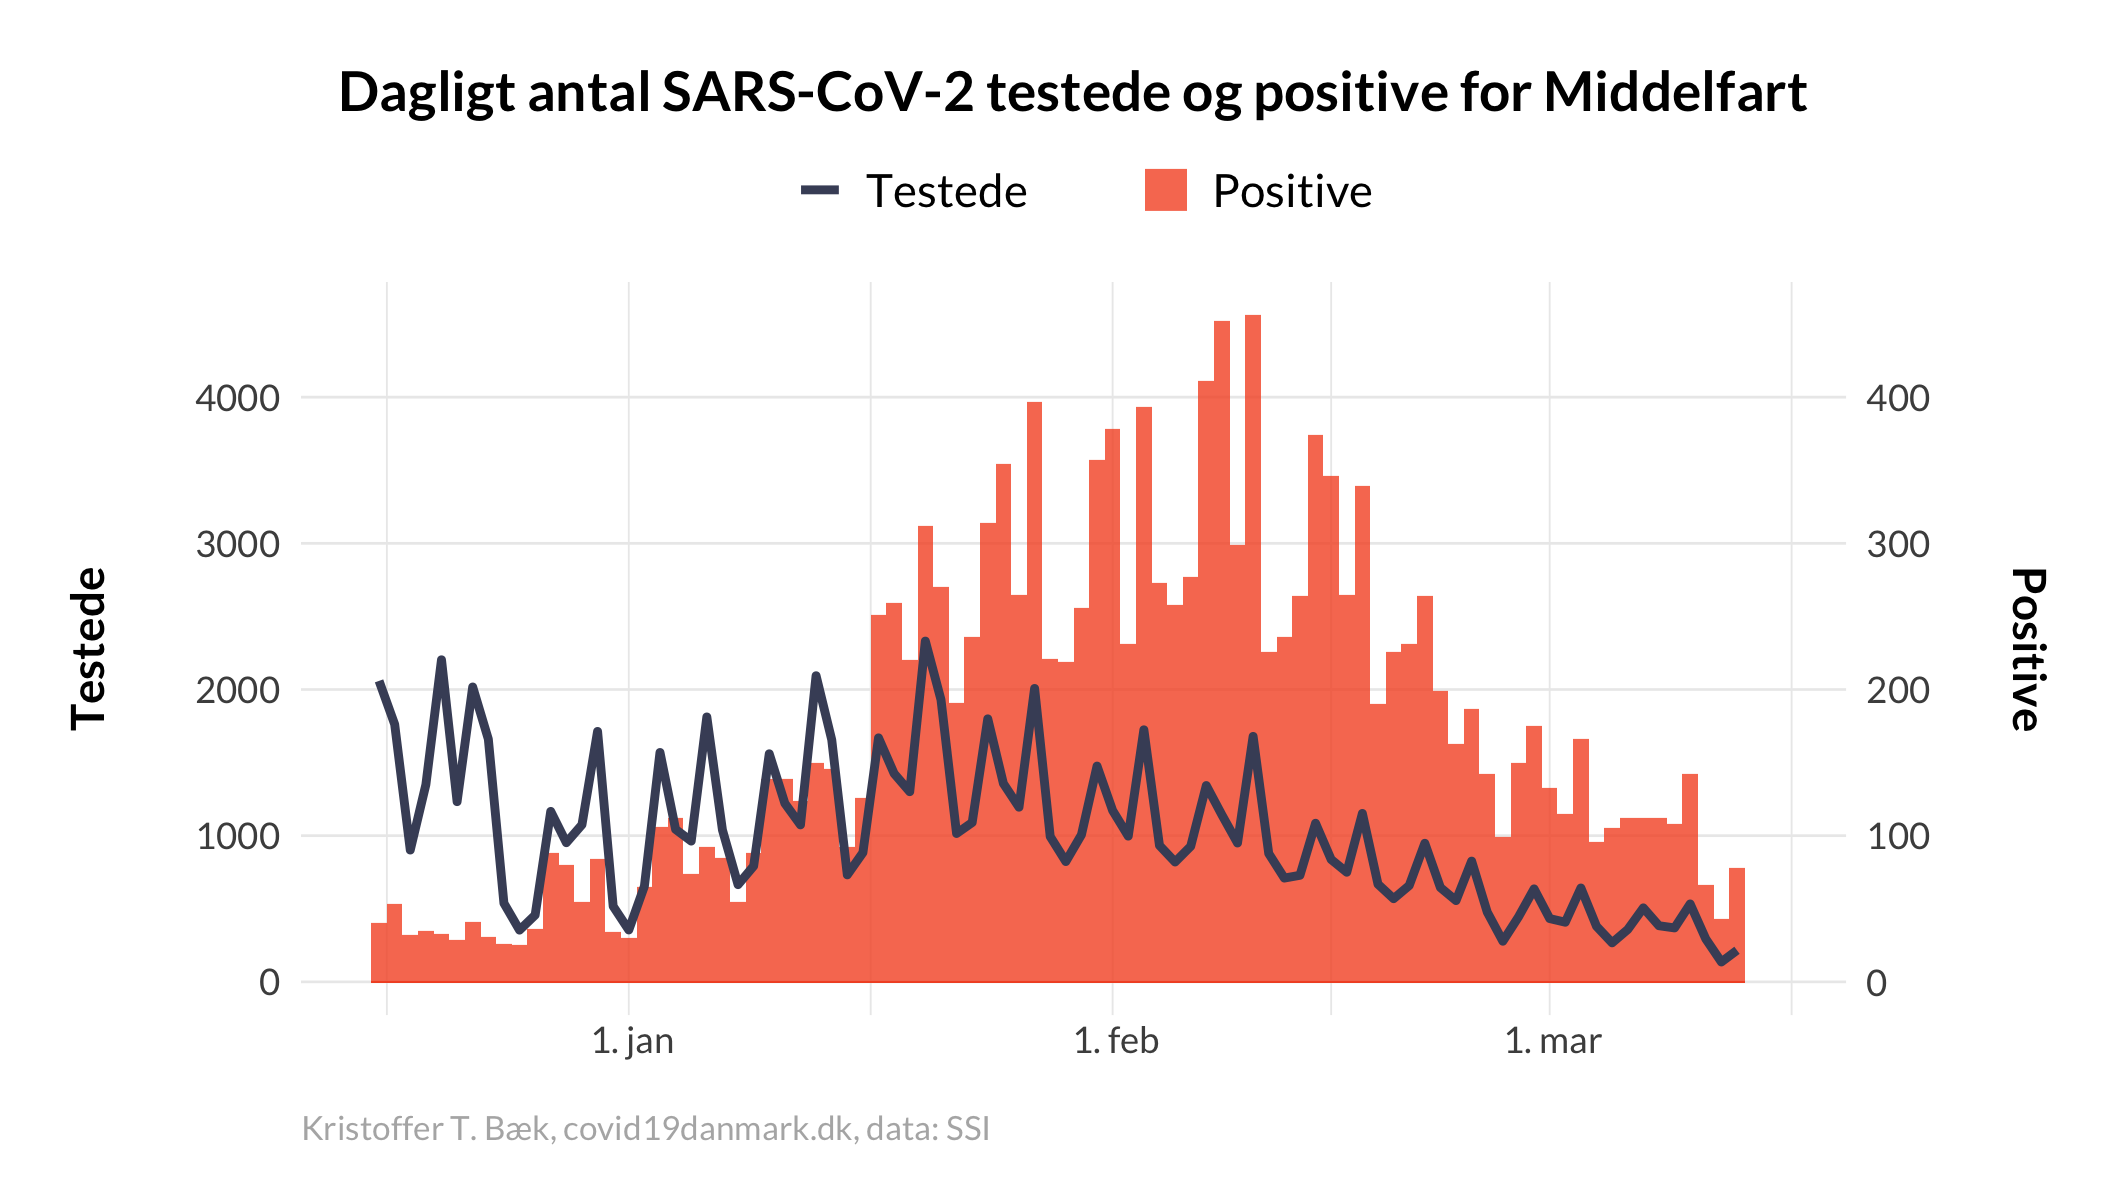 Dagligt antal SARS-CoV-2 testede og positive for Middelfart
Testede
Positive
4000
3000
2000
1000
0
Testede
400
300
200
100
0
Positive
1. jan
1. feb
1. mar
Kristoffer T. Bæk, covid19danmark.dk, data: SSI